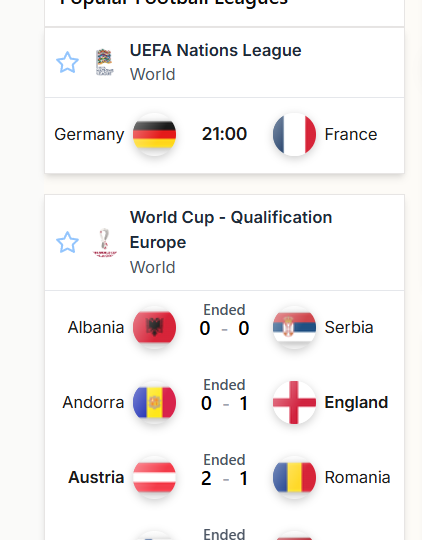 Popular Football Leagues
UEFA Nations League
World
Germany 21:00 France
World Cup - Qualification
Europe
World
Ended
Albania 0 - 0 Serbia
Ended
Andorra 0 - 1 England
Ended
Austria 2 - 1 Romania
Ended